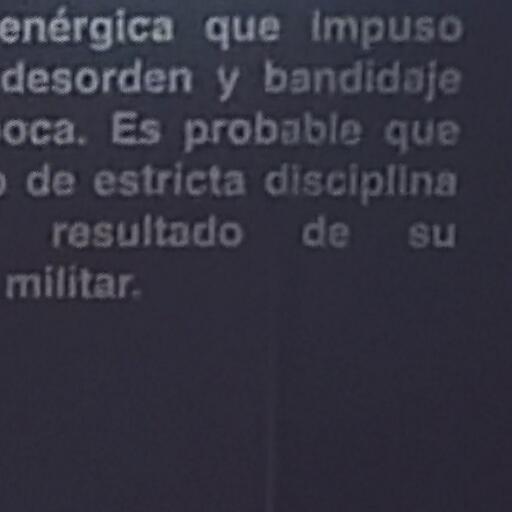 enérgica que impuso
desorden y bandidaje
oca. Es probable que
o de estricta disciplina
resultado de su
militar.